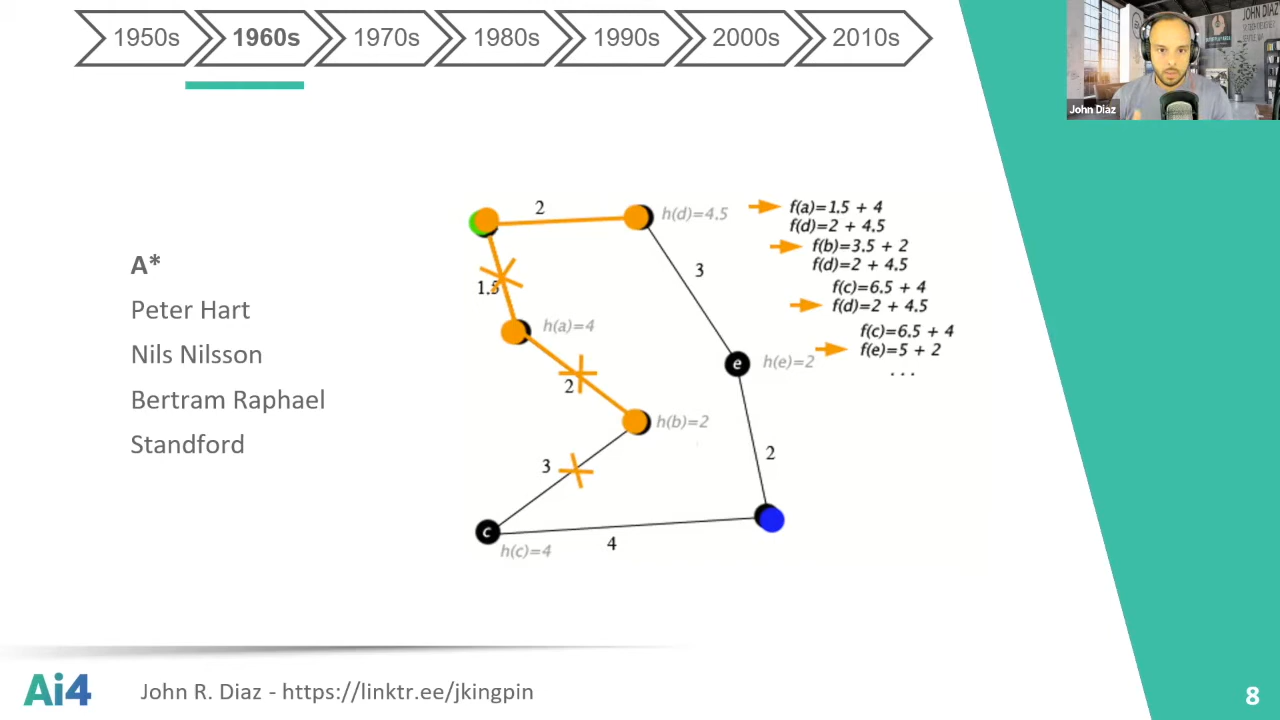 1950s
1960s
1970s
1980s
1990s
2000s
2010s
JOHN DIAZ
John Diaz
A*
Peter Hart
Nils Nilsson
Bertram Raphael
Standford
2
h(d)=4.5
1.5
h(a)=4
2
h(b)=2
3
c
h(c)=4
4
3
e
h(e)=2
2
f(a)=1.5 + 4
f(d)=2 + 4.5
f(b)=3.5 + 2
f(d)=2 + 4.5
f(c)=6.5 + 4
f(d)=2 + 4.5
f(c)=6.5 + 4
f(e)=5 + 2
. . .
Ai4
John R. Diaz - https://linktr.ee/jkingpin
8